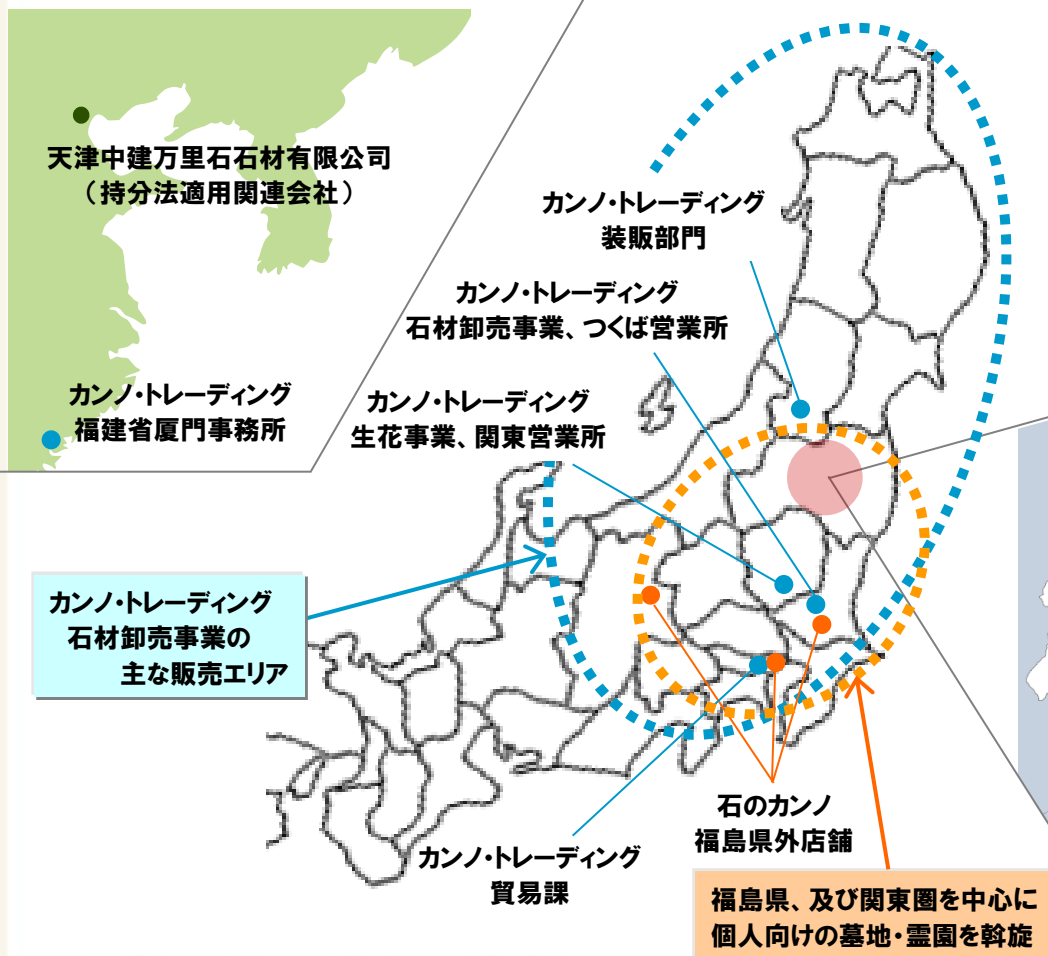 天津中建万里石石材有限公司
(持分法適用関連会社)
カンノ・トレーディング
福建省厦門事務所
カンノ・トレーディング
装販部門
カンノ・トレーディング
石材卸売事業、つくば営業所
カンノ・トレーディング
生花事業、関東営業所
カンノ・トレーディング
石材卸売事業の
主な販売エリア
石のカンノ
福島県外店舗
カンノ・トレーディング
貿易課
福島県、及び関東圏を中心に
個人向けの墓地・霊園を斡旋